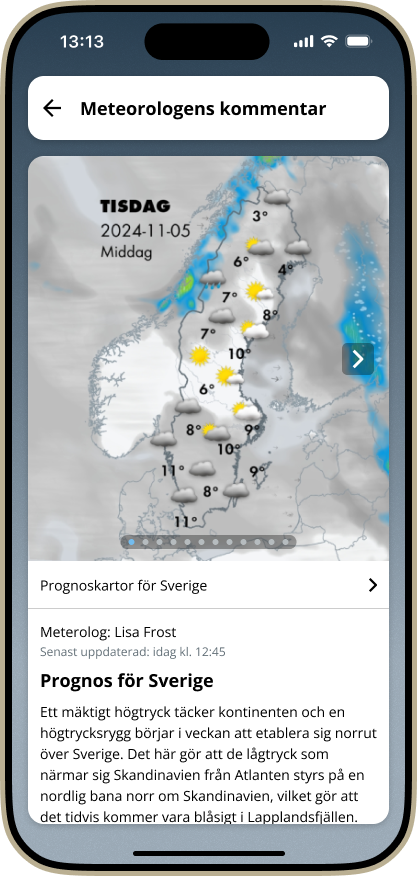 13:13
Meteorologens kommentar
TISDAG
2024-11-05
Middag
3°
6°
4°
7°
8°
7°
10°
6°
8°
9°
10°
11°
9°
8°
11°
Prognoskartor för Sverige
Meterolog: Lisa Frost
Senast uppdaterad: idag kl. 12:45
Prognos för Sverige
Ett mäktigt högtryck täcker kontinenten och en
högtrycksrygg börjar i veckan att etablera sig norrut
över Sverige. Det här gör att de lågtryck som
närmar sig Skandinavien från Atlanten styrs på en
nordlig bana norr om Skandinavien, vilket gör att
det tidvis kommer vara blåsigt i Lapplandsfjällen.